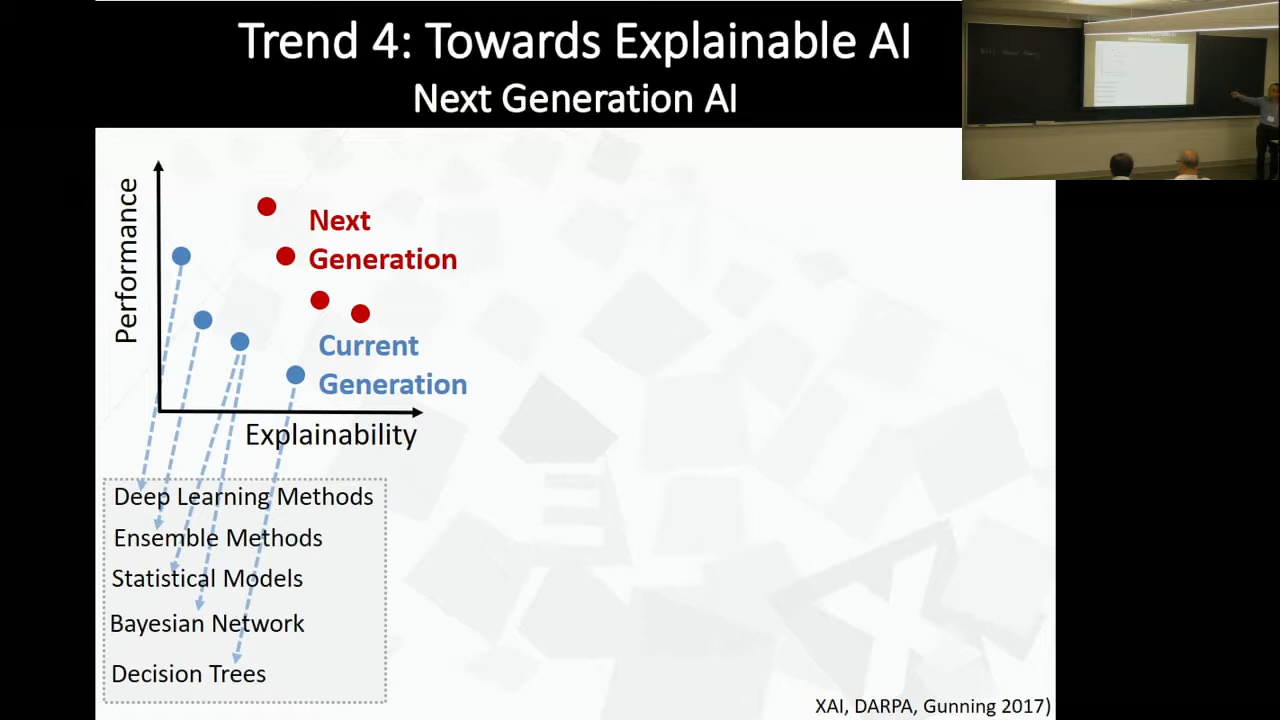 Trend 4: Towards Explainable AI
Next Generation AI
Performance
Next
Generation
Current
Generation
Explainability
Deep Learning Methods
Ensemble Methods
Statistical Models
Bayesian Network
Decision Trees
XAI, DARPA, Gunning 2017)